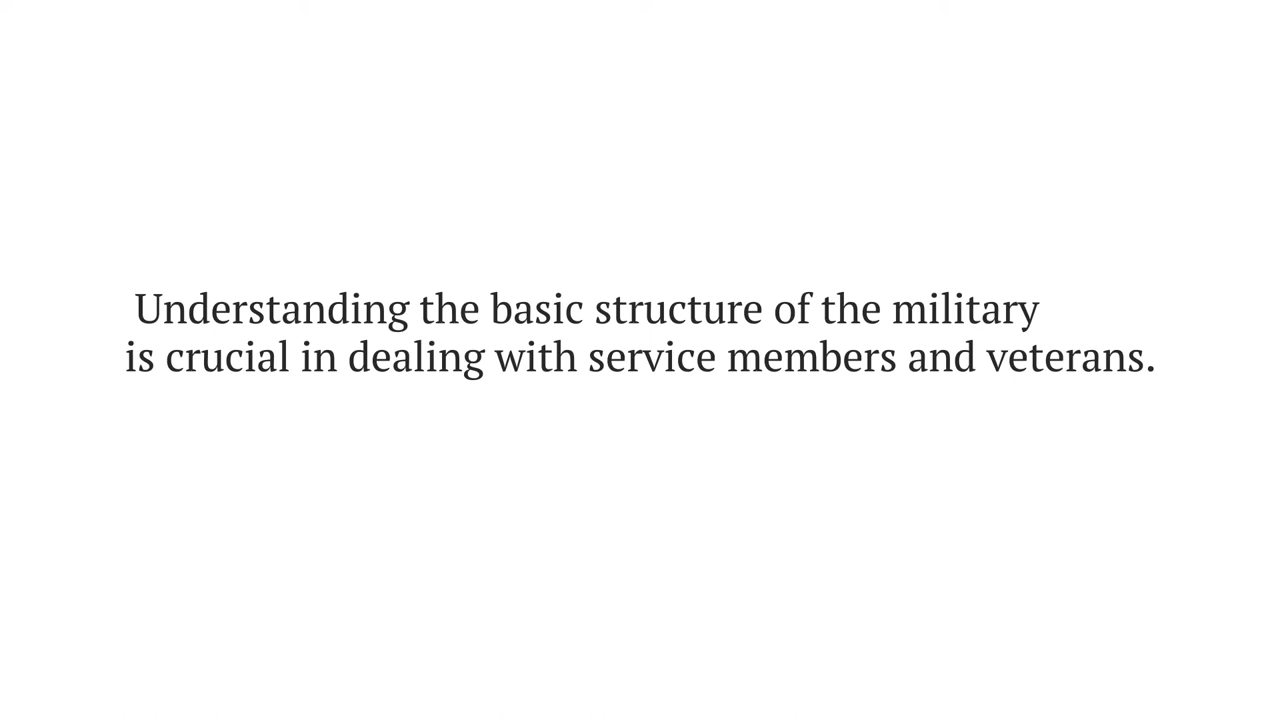 Understanding the basic structure of the military
is crucial in dealing with service members and veterans.